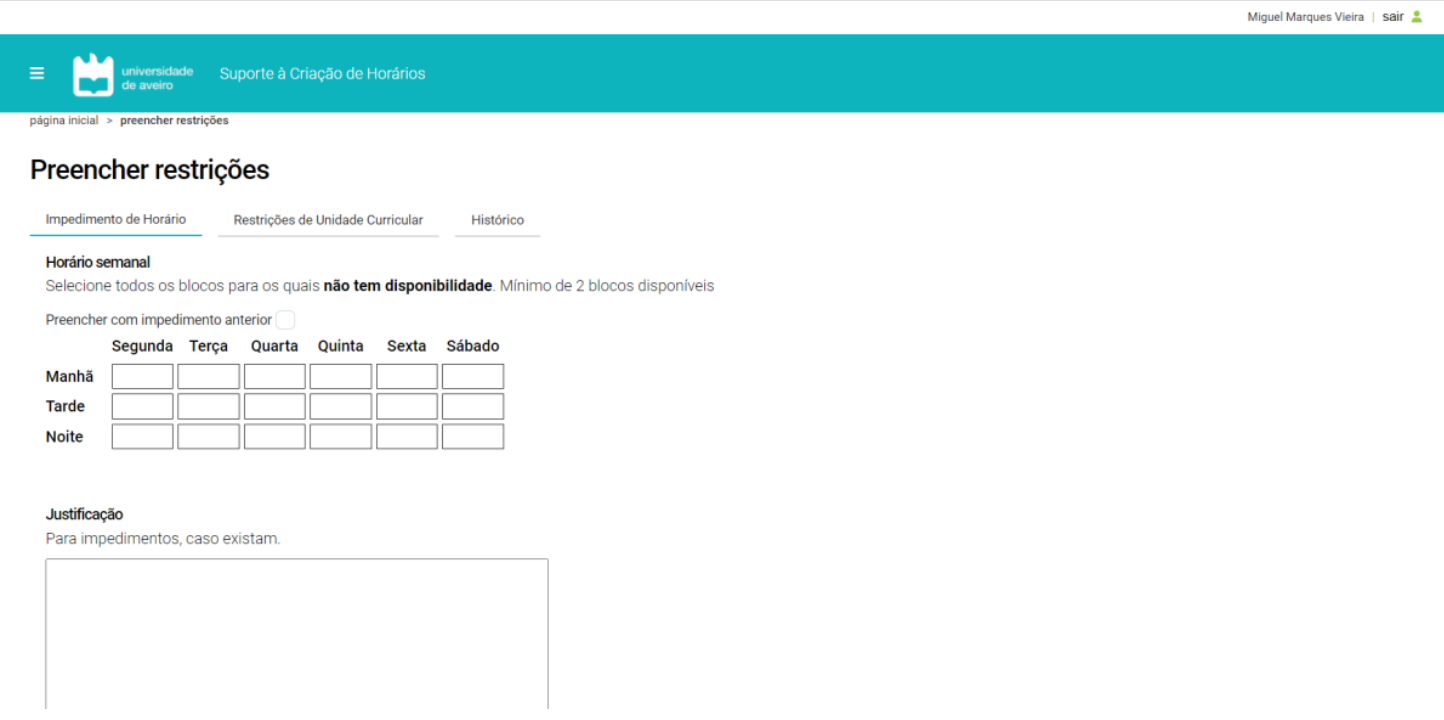 Miguel Marques Vieira | sair
universidade
de aveiro
Suporte à Criação de Horários
página inicial > preencher restrições
Preencher restrições
Impedimento de Horário Restrições de Unidade Curricular Histórico
Horário semanal
Selecione todos os blocos para os quais não tem disponibilidade. Mínimo de 2 blocos disponíveis
Preencher com impedimento anterior
Segunda Terça Quarta Quinta Sexta Sábado
Manhã
Tarde
Noite
Justificação
Para impedimentos, caso existam.